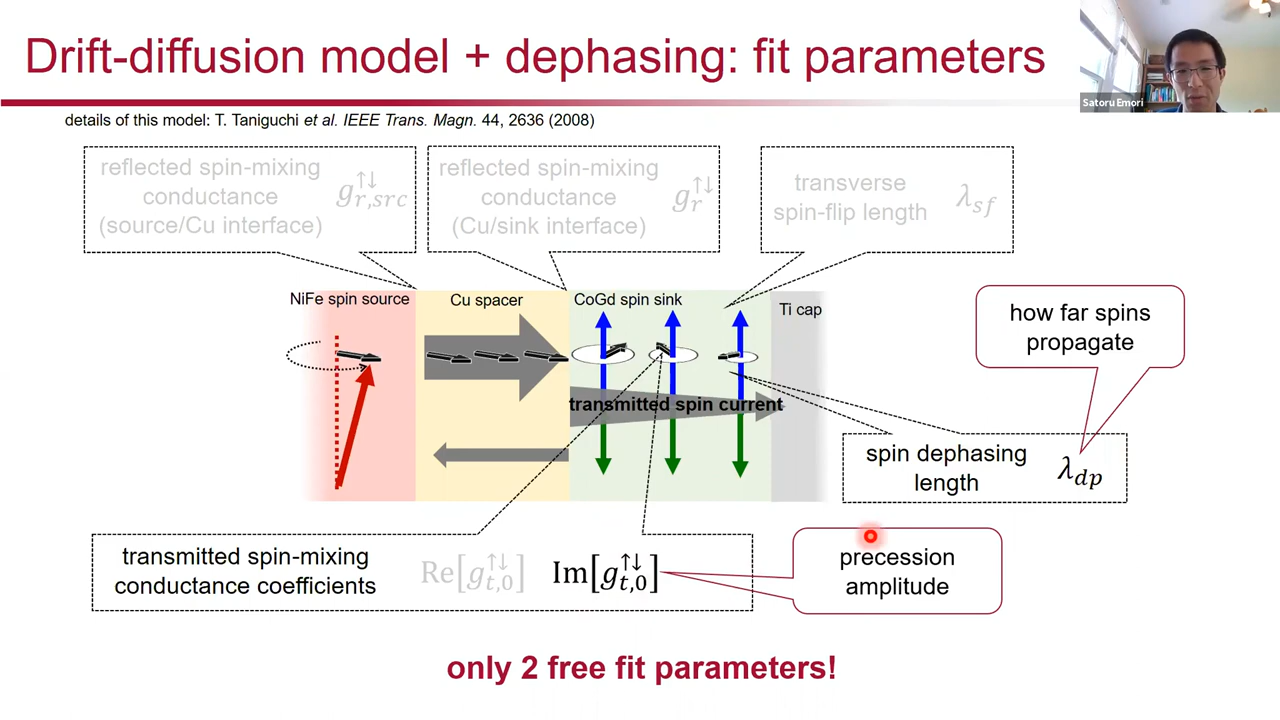 Drift-diffusion model + dephasing: fit parameters
Satoru Emori
details of this model: T. Taniguchi et al. IEEE Trans. Magn. 44, 2636 (2008)
reflected spin-mixing
conductance
(source/Cu interface)
g_{r,src}^{↑↓}
reflected spin-mixing
conductance
(Cu/sink interface)
g_r^{↑↓}
transverse
spin-flip length
λ_{sf}
NiFe spin source
Cu spacer
CoGd spin sink
Ti cap
how far spins
propagate
transmitted spin current
spin dephasing
length
λ_{dp}
transmitted spin-mixing
conductance coefficients
Re[g_{t,0}^{↑↓}]
Im[g_{t,0}^{↑↓}]
precession
amplitude
only 2 free fit parameters!